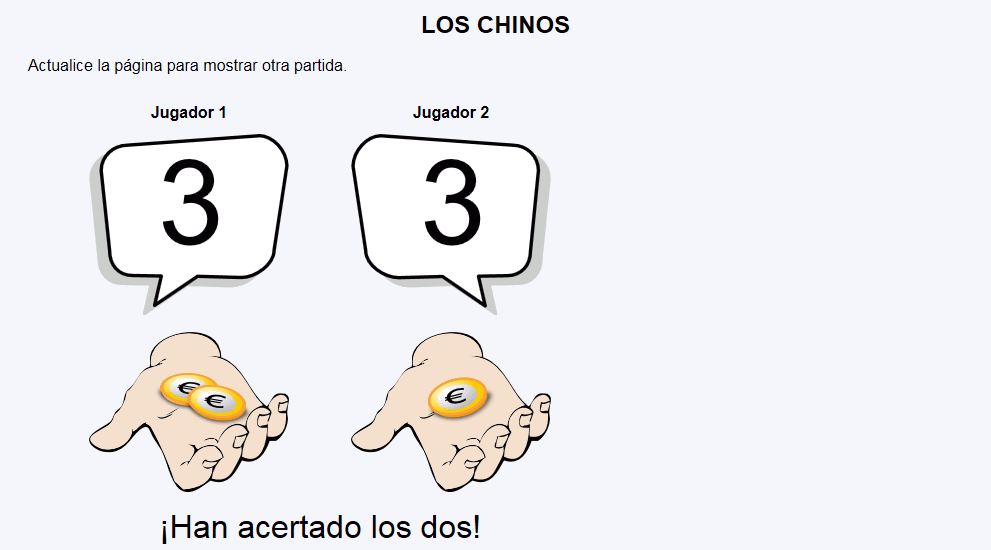 LOS CHINOS
Actualice la página para mostrar otra partida.
Jugador 1 Jugador 2
3 3
€ € €
¡Han acertado los dos!